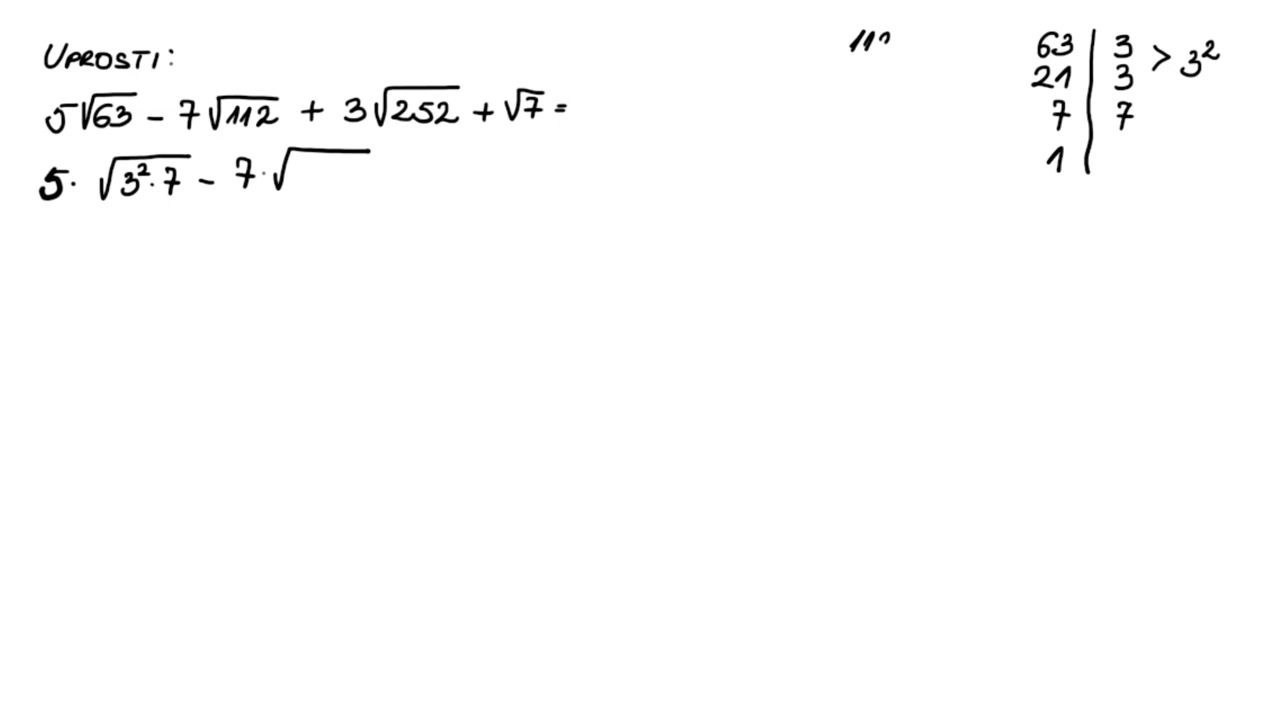 UPROSTI:
5√63 - 7√112 + 3√252 + √7 =
5· √3²·7 - 7·√
63 | 3 > 3²
21 | 3
7 | 7
1 |